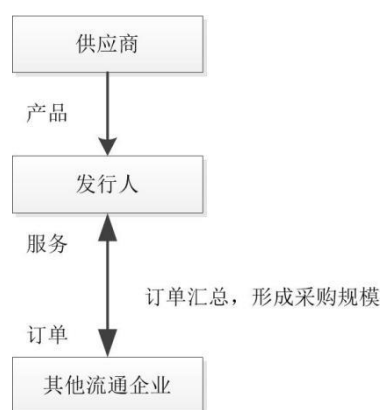 供应商
产品
发行人
服务
订单汇总，形成采购规模
订单
其他流通企业